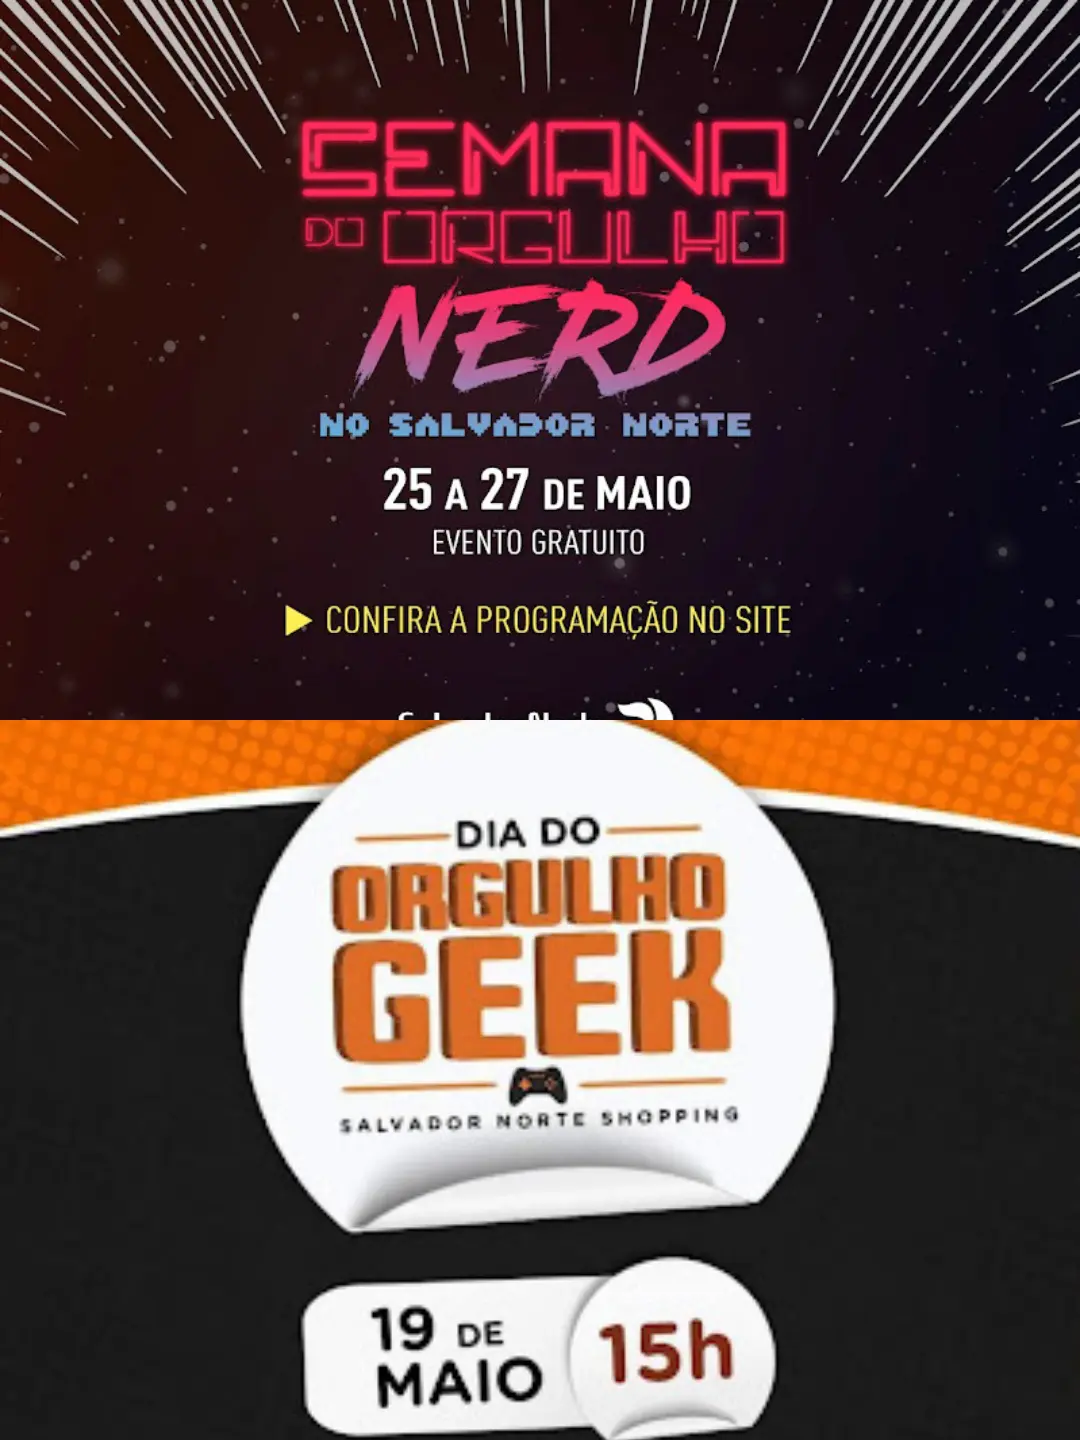 SEMANA
DO ORGULHO
NERD
NO SALVADOR NORTE
25 A 27 DE MAIO
EVENTO GRATUITO
CONFIRA A PROGRAMAÇÃO NO SITE
DIA DO
ORGULHO
GEEK
SALVADOR NORTE SHOPPING
19 DE
MAIO
15h